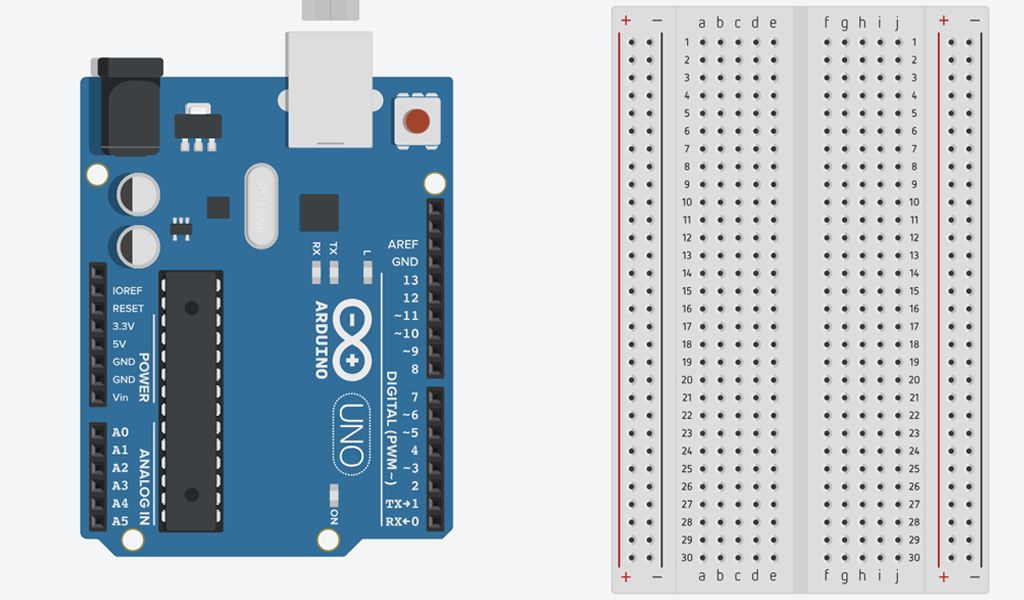 RX
TX
L
AREF
GND
13
12
~11
~10
~9
8
7
~6
~5
4
~3
2
TX→1
RX←0
DIGITAL (PWM~)
ARDUINO
UNO
ON
IOREF
RESET
3.3V
5V
GND
GND
Vin
POWER
A0
A1
A2
A3
A4
A5
ANALOG IN
+ − a b c d e f g h i j + −
1 1
2 2
3 3
4 4
5 5
6 6
7 7
8 8
9 9
10 10
11 11
12 12
13 13
14 14
15 15
16 16
17 17
18 18
19 19
20 20
21 21
22 22
23 23
24 24
25 25
26 26
27 27
28 28
29 29
30 30
+ − a b c d e f g h i j + −